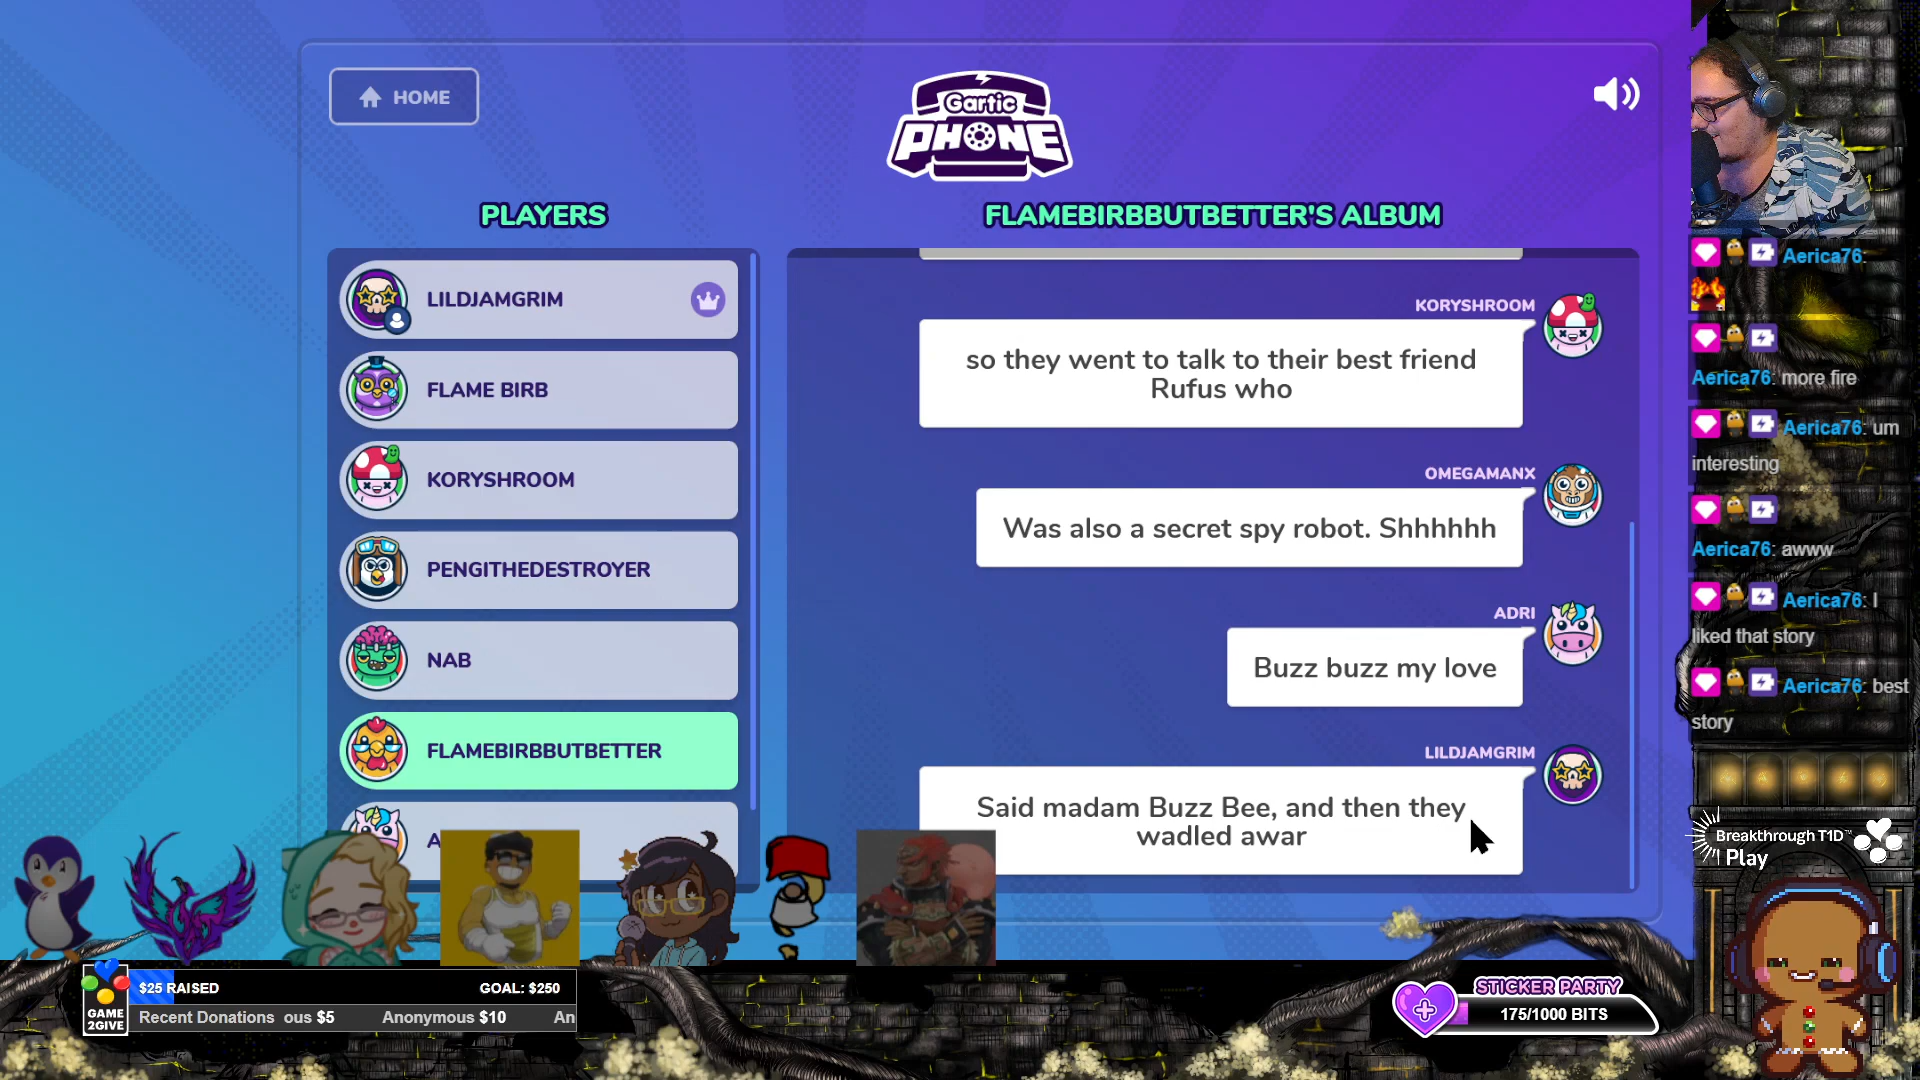 HOME
Gartic
PHONE
PLAYERS
LILDJAMGRIM
FLAME BIRB
KORYSHROOM
PENGITHEDESTROYER
NAB
FLAMEBIRBBUTBETTER
A
FLAMEBIRBBUTBETTER'S ALBUM
KORYSHROOM
so they went to talk to their best friend
Rufus who
OMEGAMANX
Was also a secret spy robot. Shhhhhh
ADRI
Buzz buzz my love
LILDJAMGRIM
Said madam Buzz Bee, and then they
wadled awar
Aerica76:
Aerica76: more fire
Aerica76: um
interesting
Aerica76: awww
Aerica76: I
liked that story
Aerica76: best
story
Breakthrough T1D™
Play
GAME
2GIVE
$25 RAISED
GOAL: $250
Recent Donations ous $5 Anonymous $10 An
STICKER PARTY
175/1000 BITS